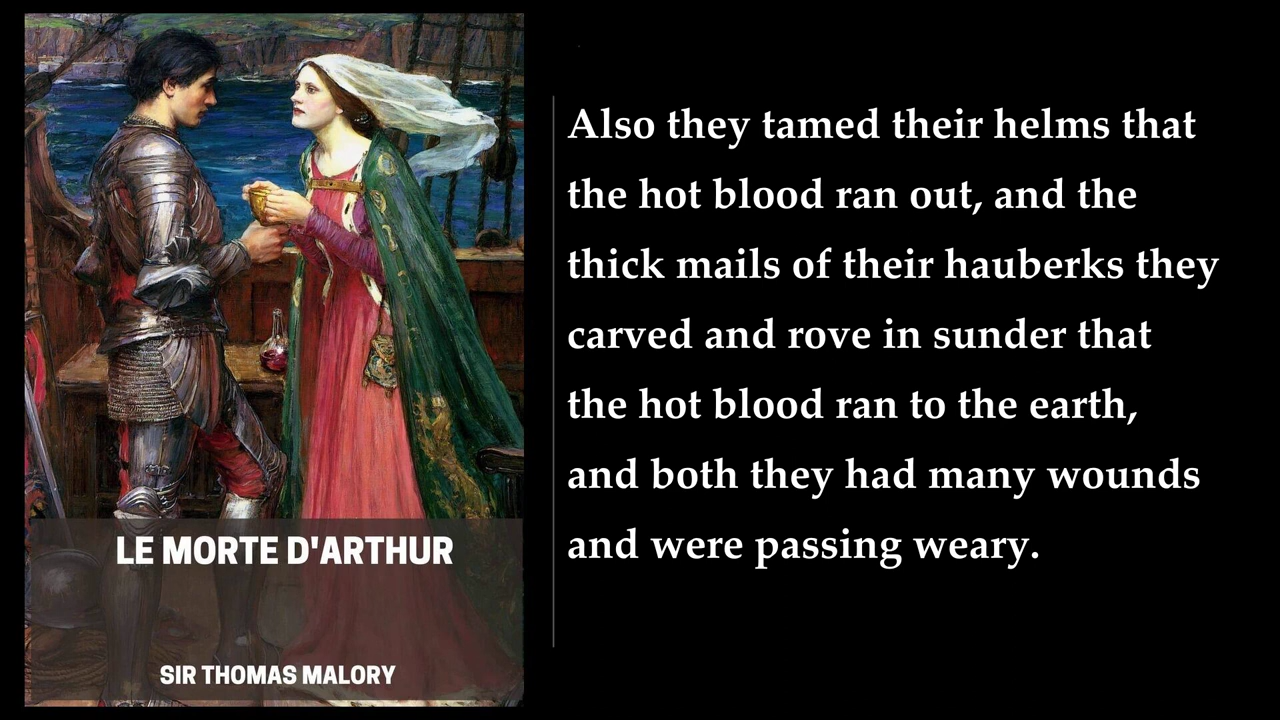 LE MORTE D'ARTHUR
SIR THOMAS MALORY
Also they tamed their helms that
the hot blood ran out, and the
thick mails of their hauberks they
carved and rove in sunder that
the hot blood ran to the earth,
and both they had many wounds
and were passing weary.